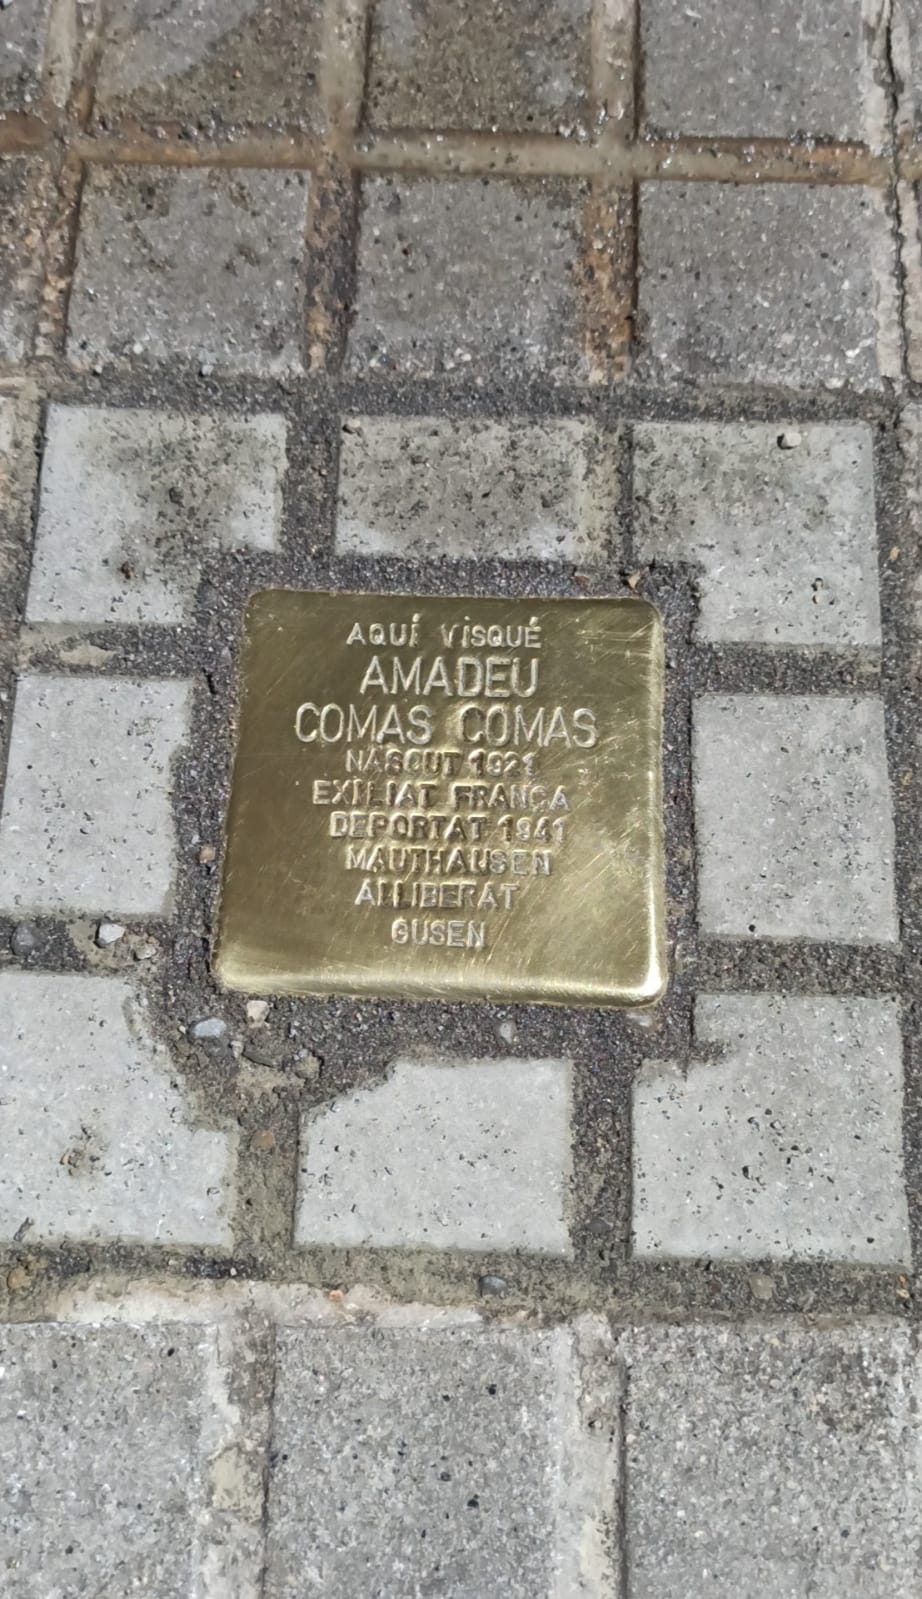 AQUÍ VISQUÉ
AMADEU
COMAS COMAS
NASCUT 1921
EXILIAT FRANÇA
DEPORTAT 1941
MAUTHAUSEN
ALLIBERAT
GUSEN